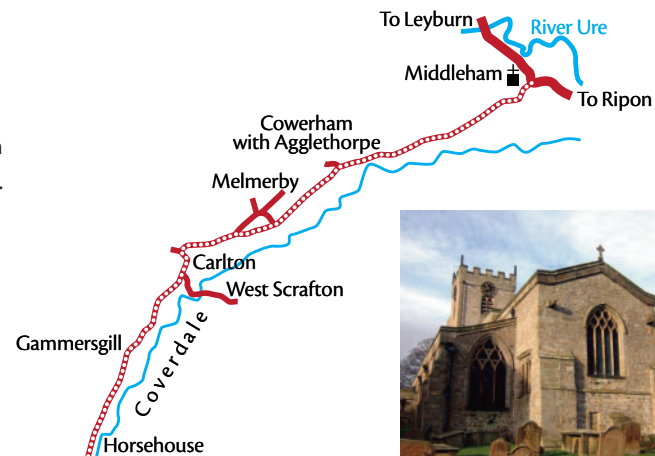 To Leyburn
River Ure
Middleham
To Ripon
Cowerham
with Agglethorpe
Melmerby
Carlton
West Scrafton
Coverdale
Gammersgill
Horsehouse